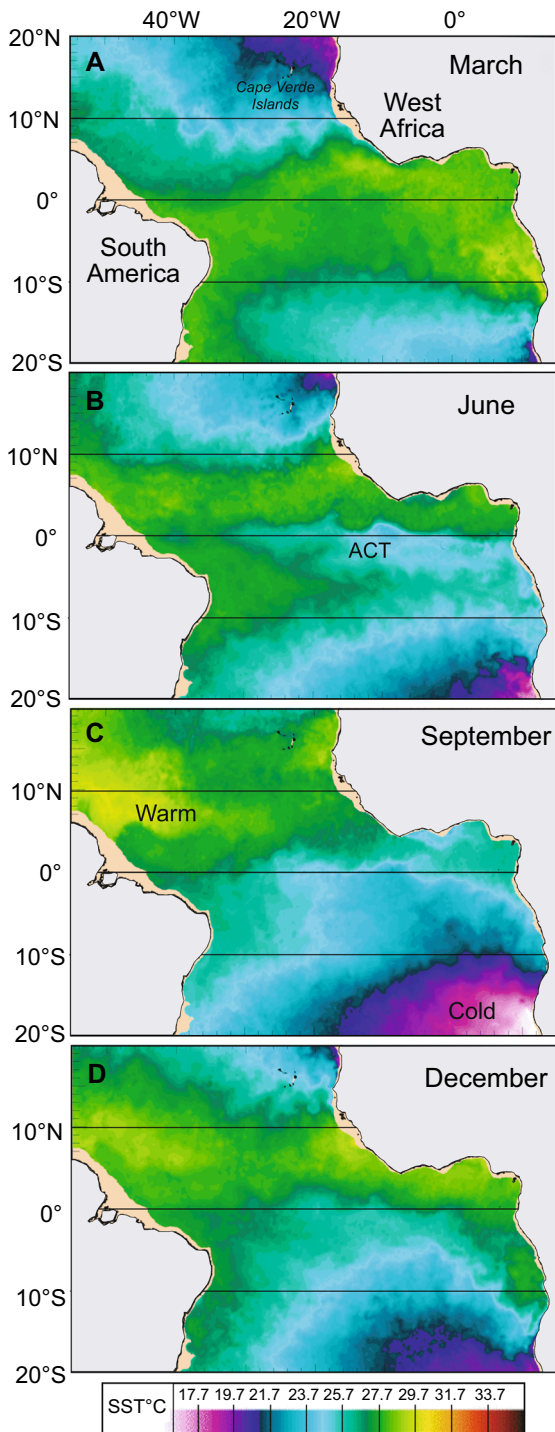 40°W 20°W 0°
20°N
A
March
Cape Verde
Islands
West
Africa
10°N
0°
South
America
10°S
20°S
B
June
10°N
0°
ACT
10°S
20°S
C
September
10°N
Warm
0°
10°S
Cold
20°S
D
December
10°N
0°
10°S
20°S
SST°C 17.7 19.7 21.7 23.7 25.7 27.7 29.7 31.7 33.7